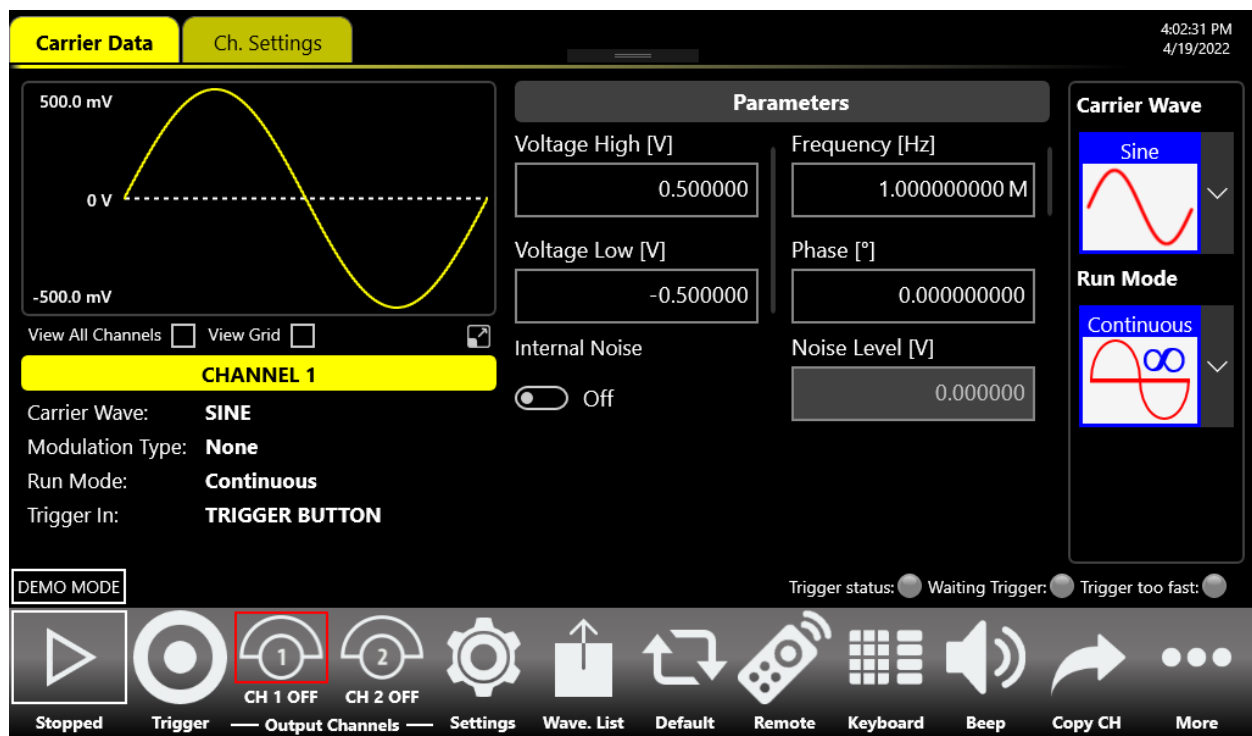 Carrier Data
Ch. Settings
4:02:31 PM
4/19/2022
500.0 mV
0 V
-500.0 mV
View All Channels
View Grid
CHANNEL 1
Carrier Wave: SINE
Modulation Type: None
Run Mode: Continuous
Trigger In: TRIGGER BUTTON
Parameters
Voltage High [V]
0.500000
Frequency [Hz]
1.000000000 M
Voltage Low [V]
-0.500000
Phase [°]
0.000000000
Internal Noise
Off
Noise Level [V]
0.000000
Carrier Wave
Sine
Run Mode
Continuous
DEMO MODE
Trigger status: Waiting Trigger: Trigger too fast:
1
2
CH 1 OFF
CH 2 OFF
Stopped
Trigger
Output Channels
Settings
Wave. List
Default
Remote
Keyboard
Beep
Copy CH
More